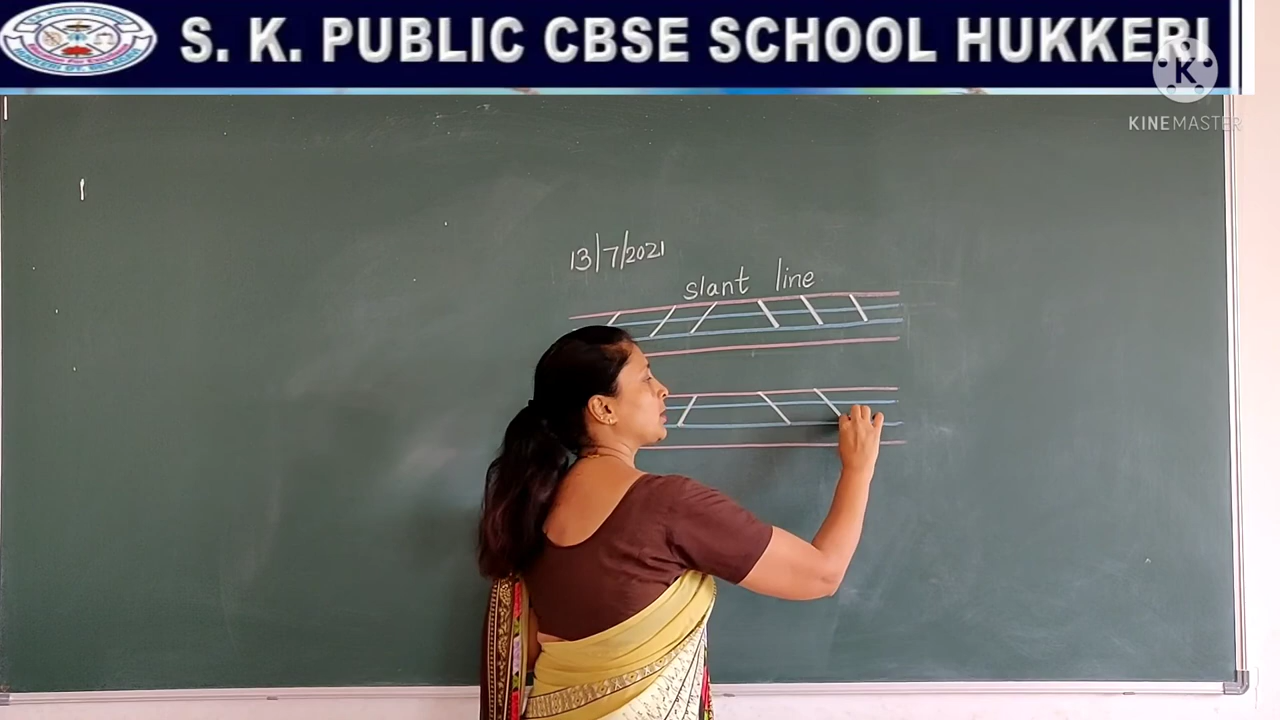 S. K. PUBLIC CBSE SCHOOL HUKKERI
K
KINEMASTER
13/7/2021
slant line